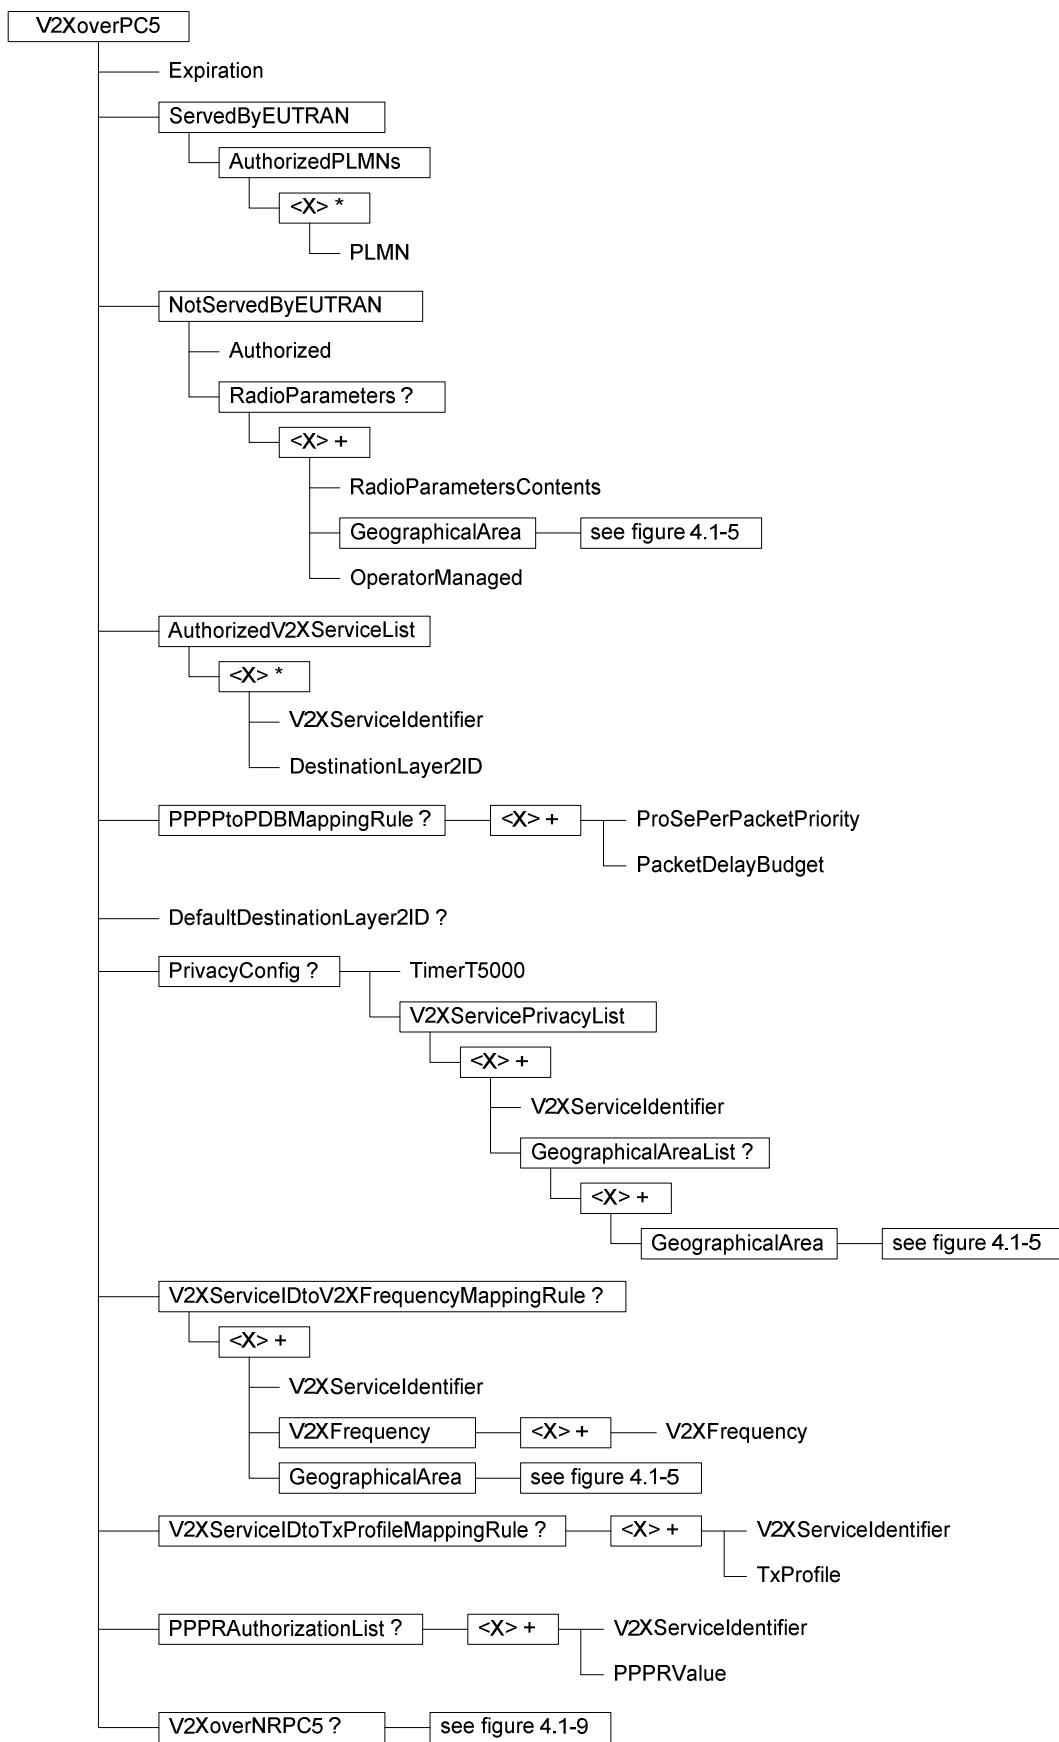 V2XoverPC5
Expiration
ServedByEUTRAN
AuthorizedPLMNs
<X> *
PLMN
NotServedByEUTRAN
Authorized
RadioParameters ?
<X> +
RadioParametersContents
GeographicalArea see figure 4.1-5
OperatorManaged
AuthorizedV2XServiceList
<X> *
V2XServiceIdentifier
DestinationLayer2ID
PPPPtoPDBMappingRule ? <X> + ProSePerPacketPriority
PacketDelayBudget
DefaultDestinationLayer2ID ?
PrivacyConfig ? TimerT5000
V2XServicePrivacyList
<X> +
V2XServiceIdentifier
GeographicalAreaList ?
<X> +
GeographicalArea see figure 4.1-5
V2XServiceIDtoV2XFrequencyMappingRule ?
<X> +
V2XServiceIdentifier
V2XFrequency <X> + V2XFrequency
GeographicalArea see figure 4.1-5
V2XServiceIDtoTxProfileMappingRule ? <X> + V2XServiceIdentifier
TxProfile
PPPRAuthorizationList ? <X> + V2XServiceIdentifier
PPPRValue
V2XoverNRPC5 ? see figure 4.1-9